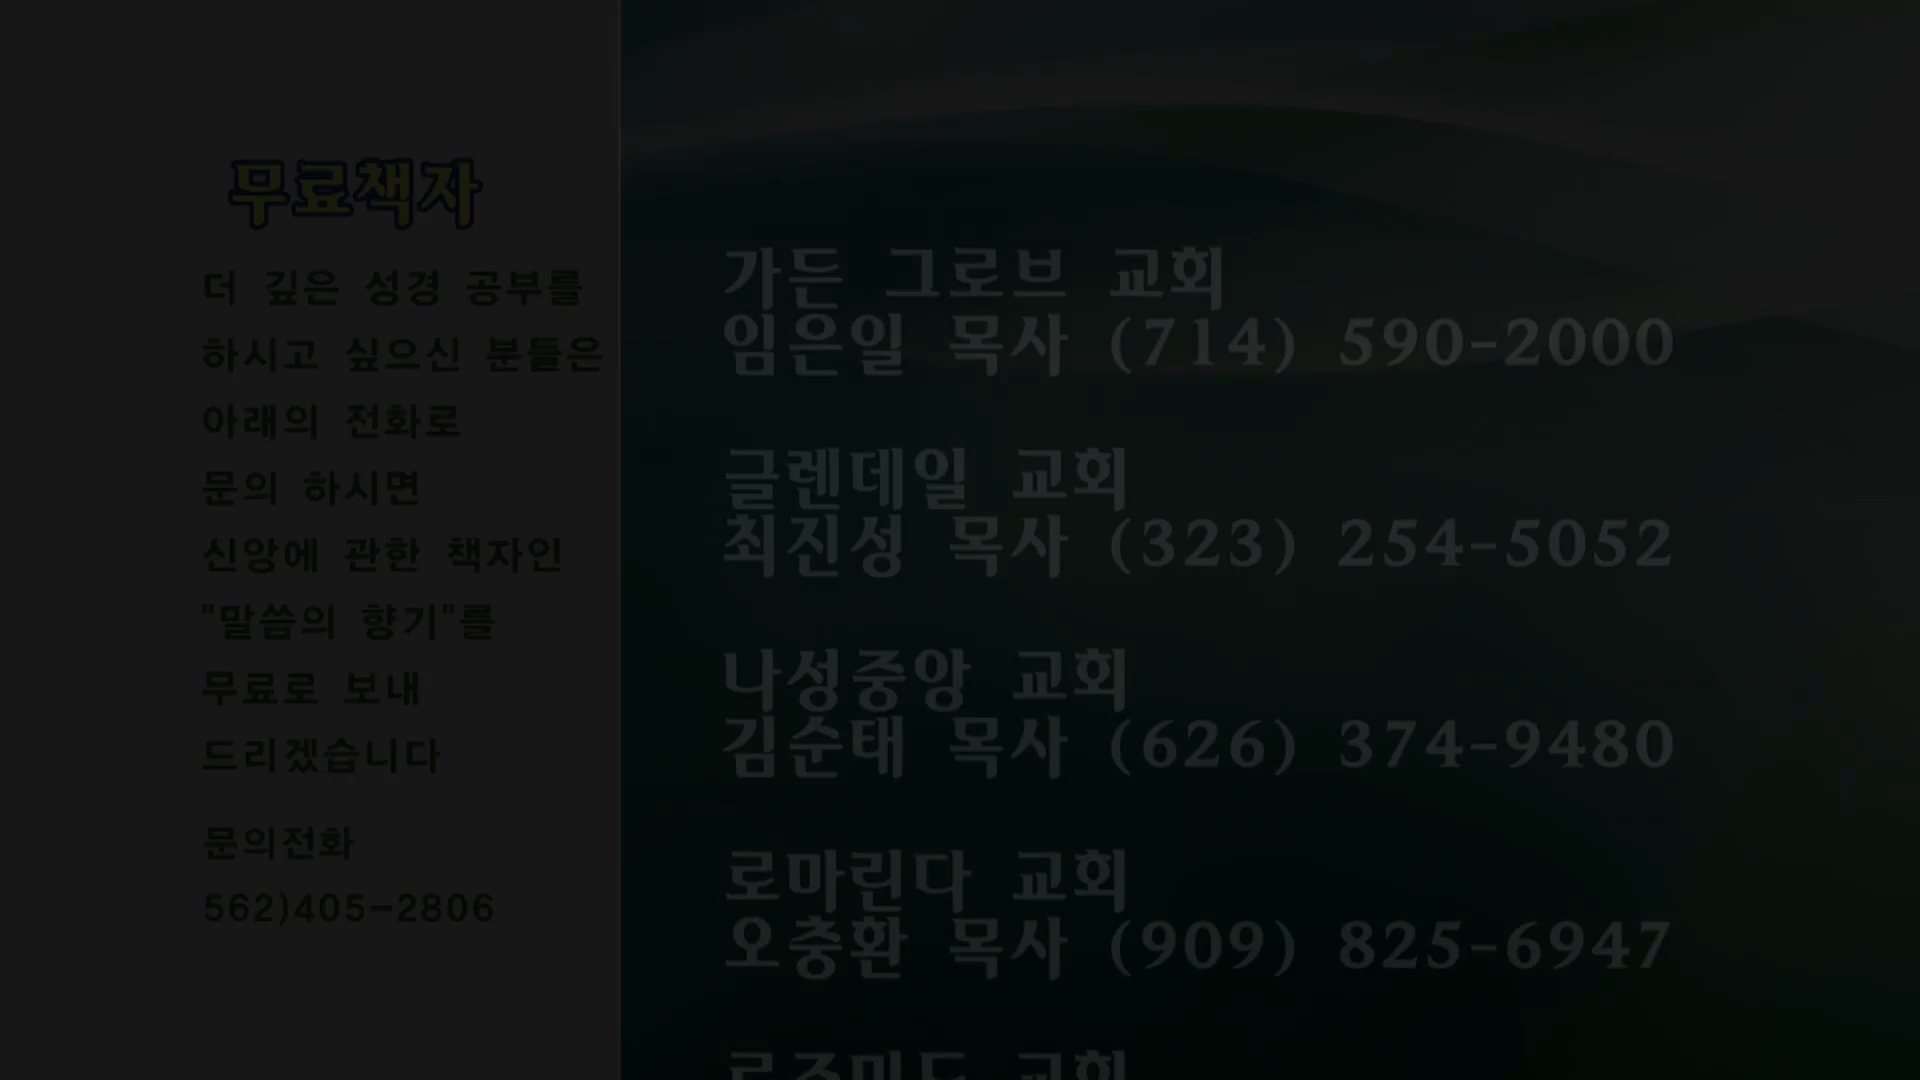 무료책자
더 깊은 성경 공부를
하시고 싶으신 분들은
아래의 전화로
문의 하시면
신앙에 관한 책자인
"말씀의 향기"를
무료로 보내
드리겠습니다
문의전화
562)405-2806
가든 그로브 교회
임은일 목사 (714) 590-2000
글렌데일 교회
최진성 목사 (323) 254-5052
나성중앙 교회
김순태 목사 (626) 374-9480
로마린다 교회
오충환 목사 (909) 825-6947
교회